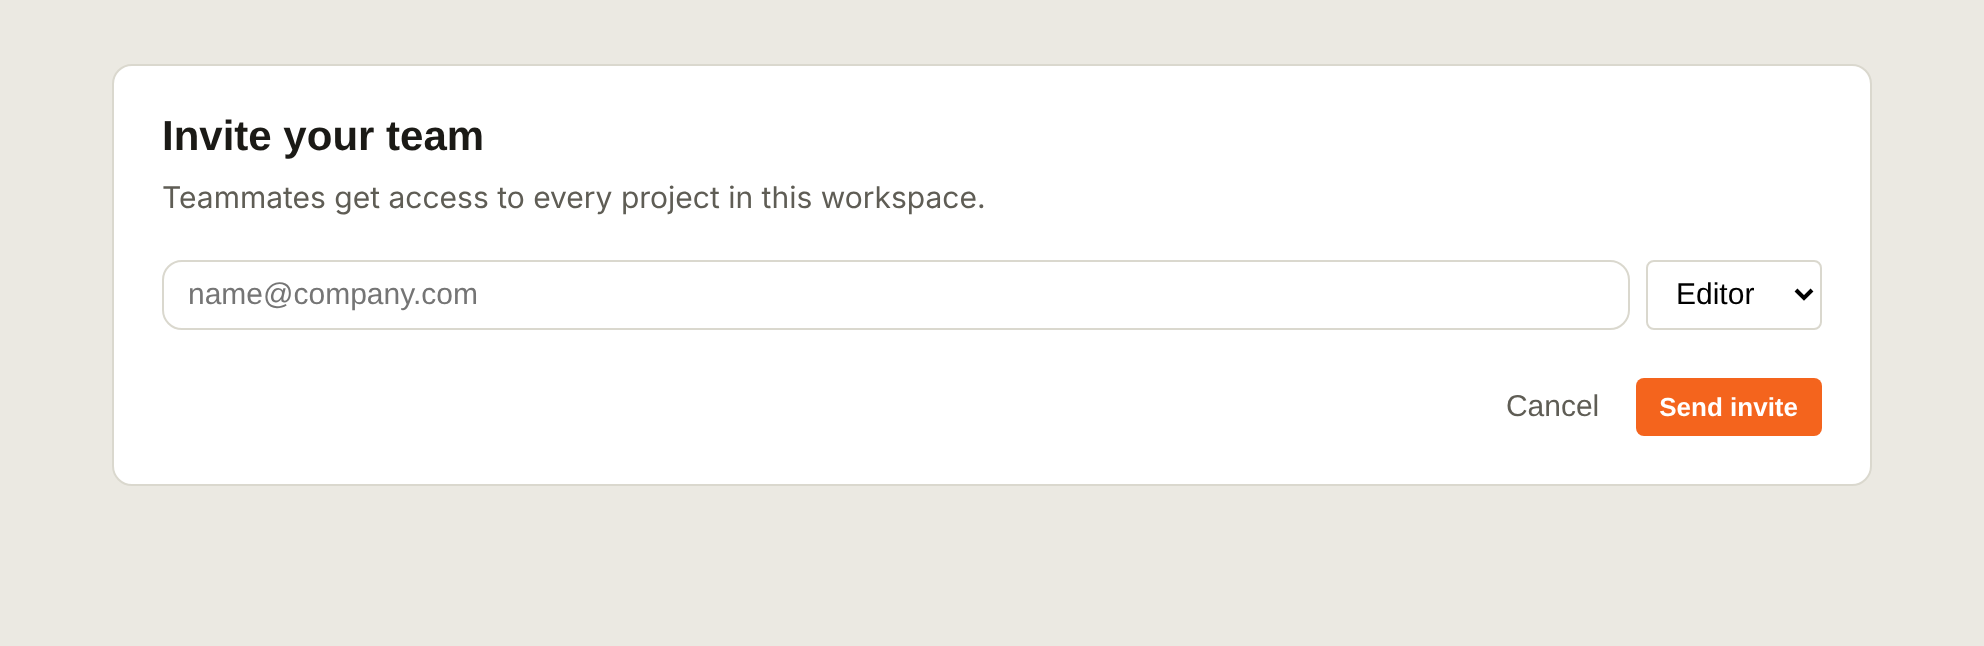 Invite your team
Teammates get access to every project in this workspace.
name@company.com
Editor
Cancel
Send invite